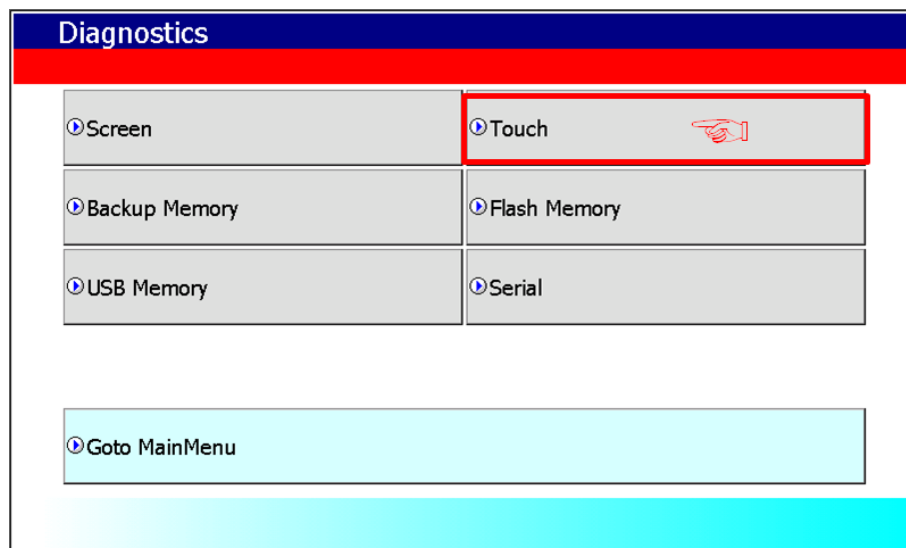 Diagnostics
Screen
Touch
Backup Memory
Flash Memory
USB Memory
Serial
Goto MainMenu